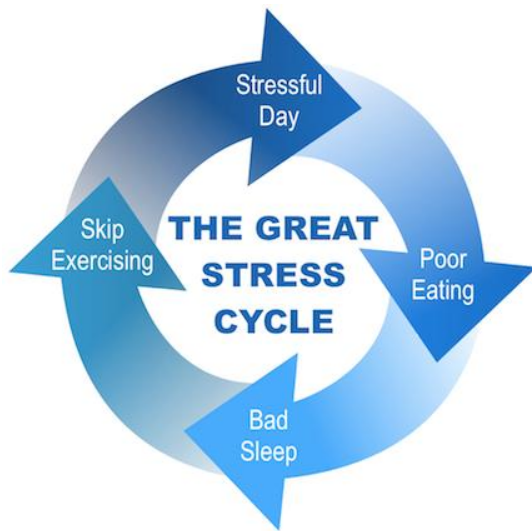 Stressful
Day
THE GREAT
STRESS
CYCLE
Skip
Exercising
Poor
Eating
Bad
Sleep